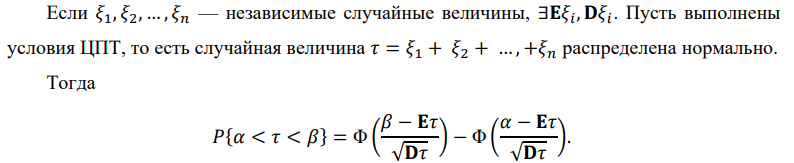 Если ξ₁, ξ₂, …, ξₙ — независимые случайные величины, ∃𝐄ξᵢ, 𝐃ξᵢ. Пусть выполнены
условия ЦПТ, то есть случайная величина τ = ξ₁ + ξ₂ + …, +ξₙ распределена нормально.
Тогда
P{α < τ < β} = Φ((β − 𝐄τ)/√𝐃τ) − Φ((α − 𝐄τ)/√𝐃τ).